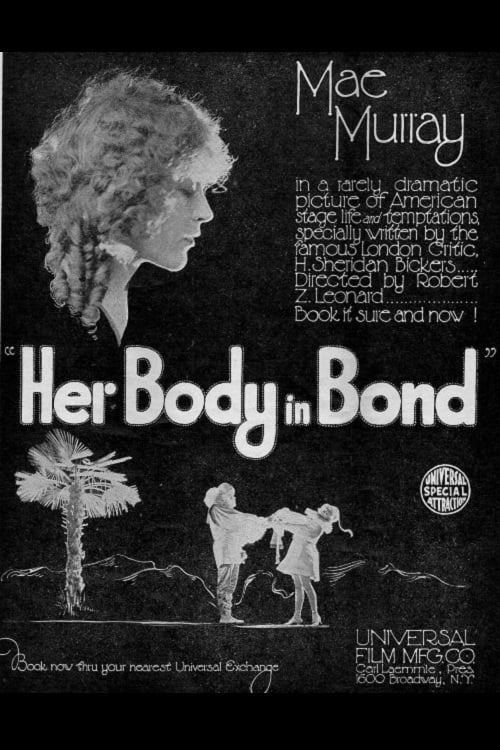 Mae
Murray
in a rarely dramatic
picture of American
stage life and temptations,
specially written by the
famous London Critic,
H. Sheridan Bickers.....
Directed by Robert
Z. Leonard....................
Book it sure and now !
"Her Body in Bond"
UNIVERSAL
SPECIAL
ATTRACTION
UNIVERSAL
FILM MFG. CO.
Carl Laemmle, Pres.
1600 Broadway, N.Y.
Book now thru your nearest Universal Exchange